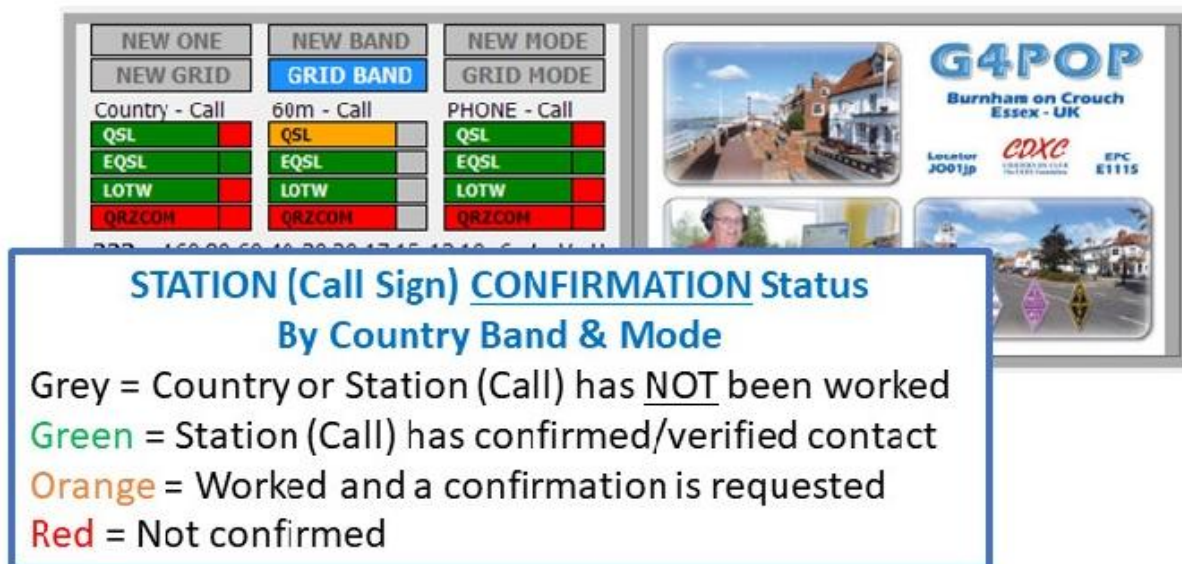 NEW ONE NEW BAND NEW MODE
NEW GRID GRID BAND GRID MODE
Country - Call 60m - Call PHONE - Call
QSL QSL QSL
EQSL EQSL EQSL
LOTW LOTW LOTW
QRZCOM QRZCOM QRZCOM
G4POP
Burnham on Crouch
Essex - UK
Locator
JO01jp
CDXC
EPC
E1115
STATION (Call Sign) CONFIRMATION Status
By Country Band & Mode
Grey = Country or Station (Call) has NOT been worked
Green = Station (Call) has confirmed/verified contact
Orange = Worked and a confirmation is requested
Red = Not confirmed